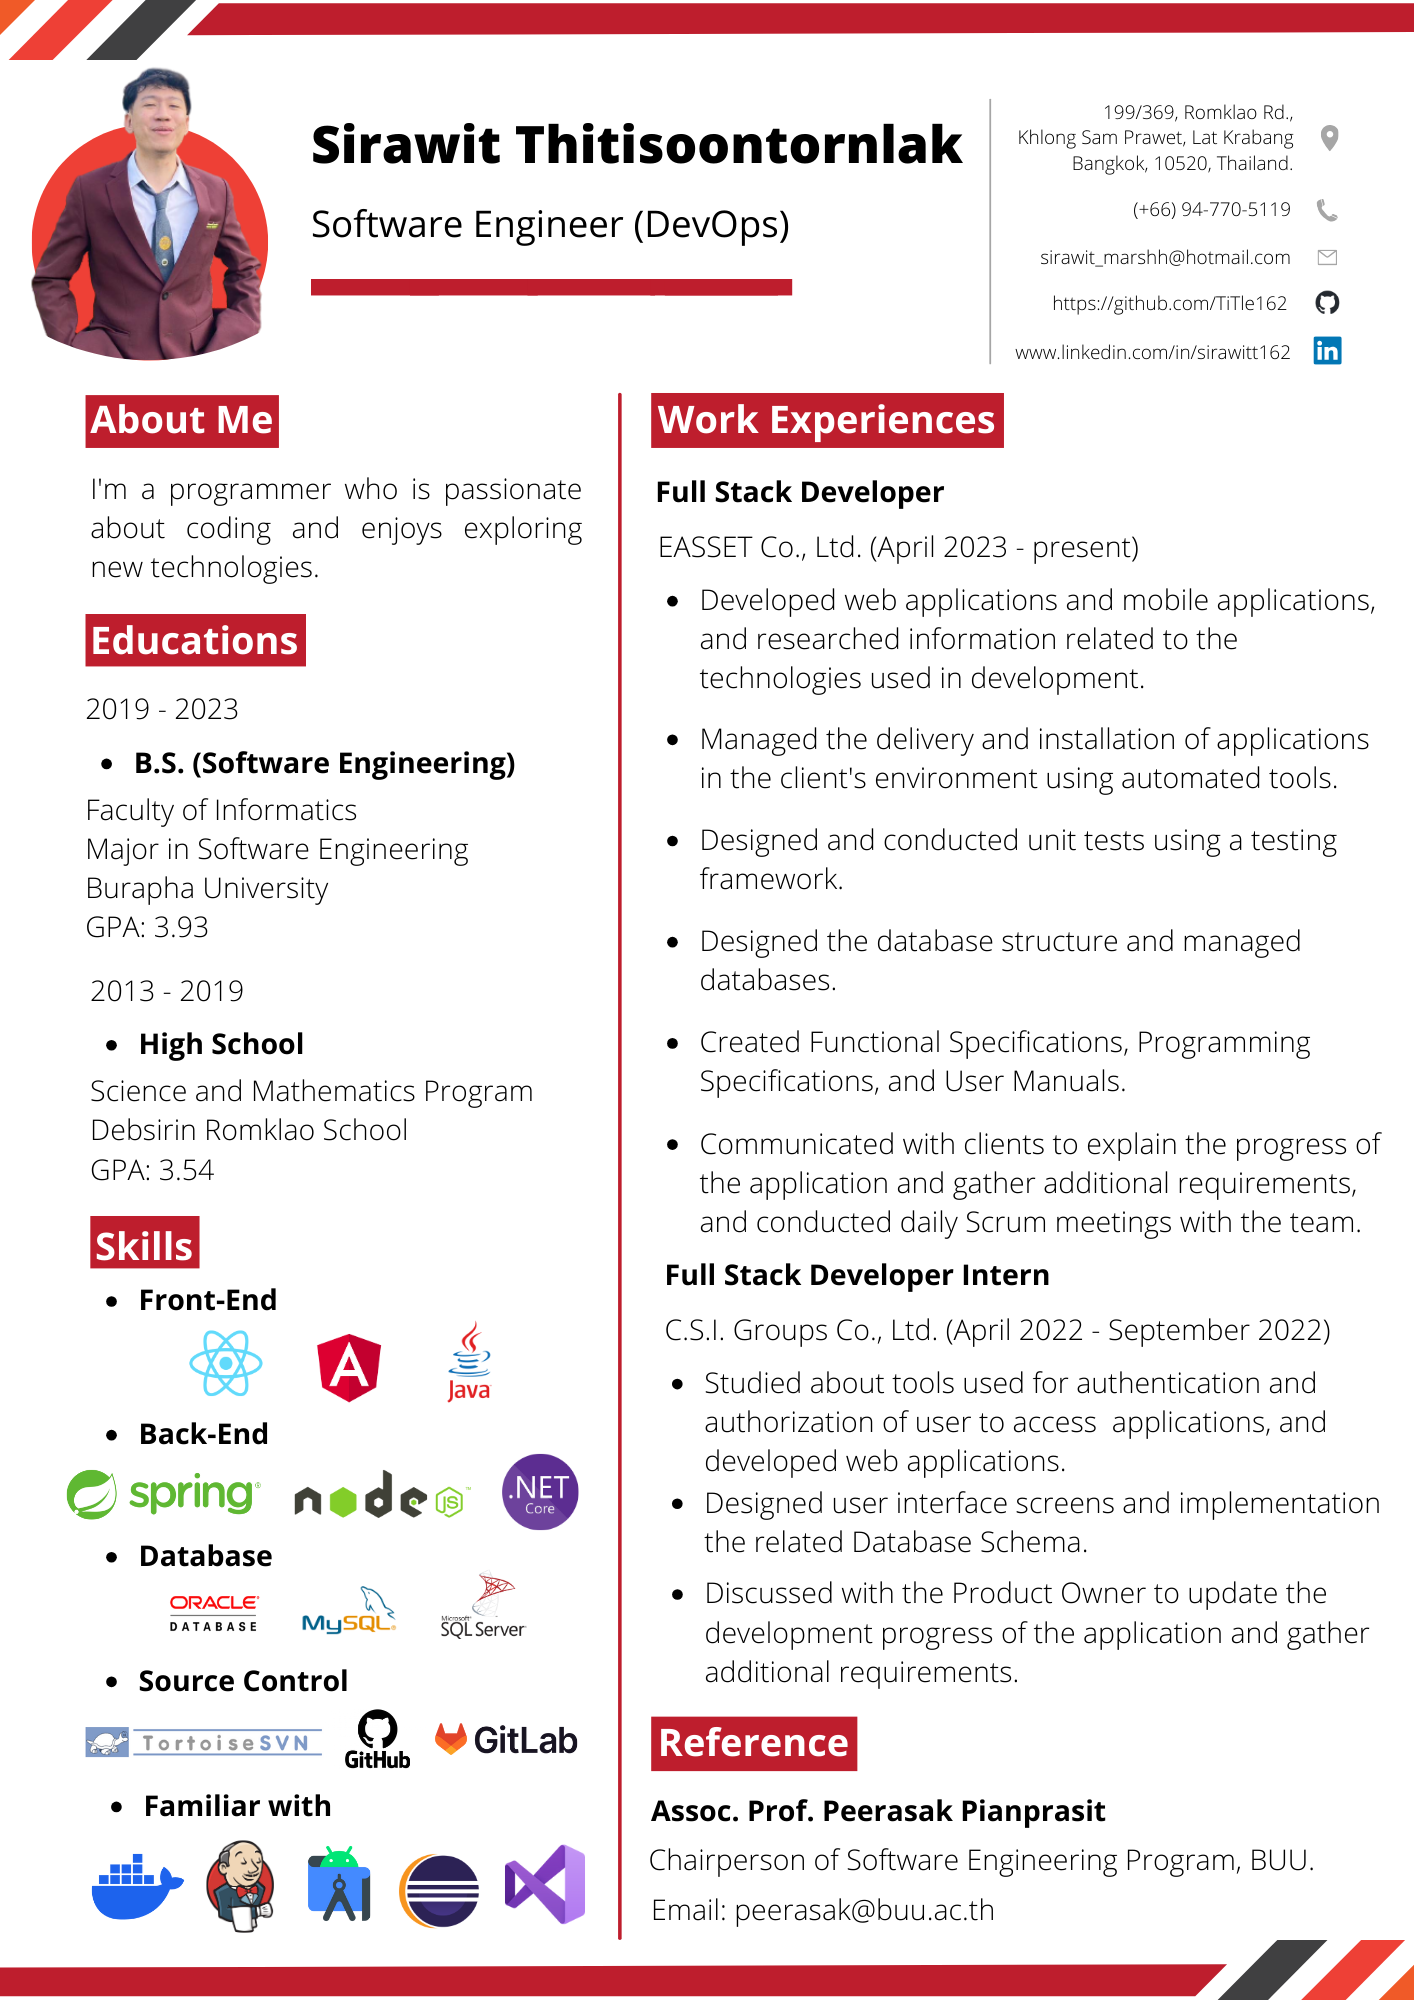 Sirawit Thitisoontornlak
Software Engineer (DevOps)
199/369, Romklao Rd.,
Khlong Sam Prawet, Lat Krabang
Bangkok, 10520, Thailand.
(+66) 94-770-5119
sirawit_marshh@hotmail.com
https://github.com/TiTle162
www.linkedin.com/in/sirawitt162
in
About Me
I'm a programmer who is passionate
about coding and enjoys exploring
new technologies.
Educations
2019 - 2023
• B.S. (Software Engineering)
Faculty of Informatics
Major in Software Engineering
Burapha University
GPA: 3.93
2013 - 2019
• High School
Science and Mathematics Program
Debsirin Romklao School
GPA: 3.54
Skills
• Front-End
A
Java
• Back-End
spring
node JS
.NET
Core
• Database
ORACLE
DATABASE
MySQL
Microsoft
SQL Server
• Source Control
TortoiseSVN
GitHub
GitLab
• Familiar with
Work Experiences
Full Stack Developer
EASSET Co., Ltd. (April 2023 - present)
• Developed web applications and mobile applications,
and researched information related to the
technologies used in development.
• Managed the delivery and installation of applications
in the client's environment using automated tools.
• Designed and conducted unit tests using a testing
framework.
• Designed the database structure and managed
databases.
• Created Functional Specifications, Programming
Specifications, and User Manuals.
• Communicated with clients to explain the progress of
the application and gather additional requirements,
and conducted daily Scrum meetings with the team.
Full Stack Developer Intern
C.S.I. Groups Co., Ltd. (April 2022 - September 2022)
• Studied about tools used for authentication and
authorization of user to access  applications, and
developed web applications.
• Designed user interface screens and implementation
the related Database Schema.
• Discussed with the Product Owner to update the
development progress of the application and gather
additional requirements.
Reference
Assoc. Prof. Peerasak Pianprasit
Chairperson of Software Engineering Program, BUU.
Email: peerasak@buu.ac.th